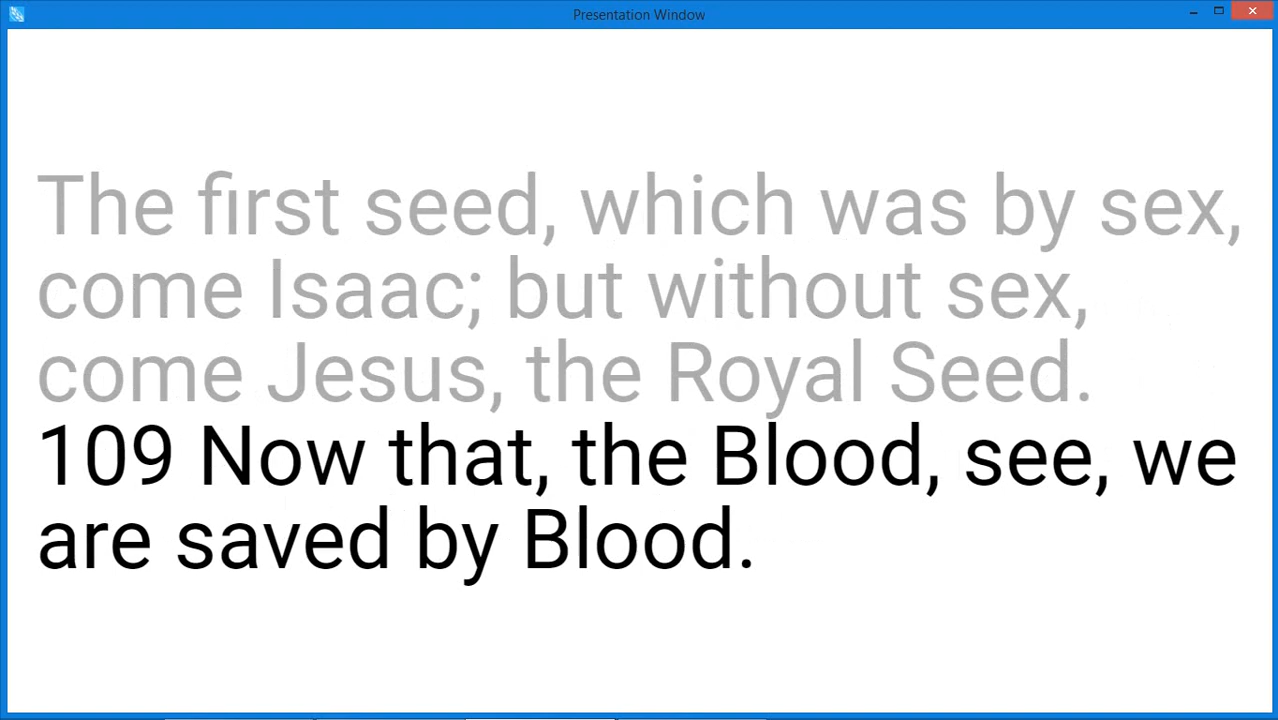 Presentation Window
The first seed, which was by sex,
come Isaac; but without sex,
come Jesus, the Royal Seed.
109 Now that, the Blood, see, we
are saved by Blood.